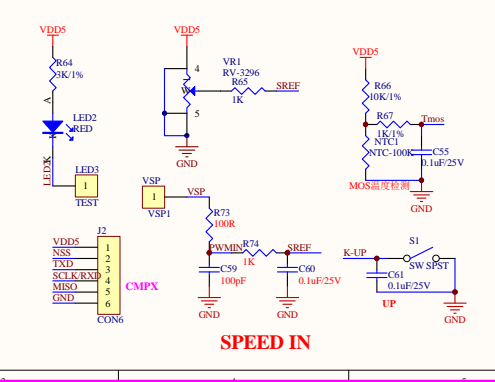 VDD5
R64
3K/1%
A
LED2
RED
K
LED2
LED3
1
TEST
VDD5
4
VR1
RV-3296
W
R65
1K
SREF
5
GND
VDD5
R66
10K/1%
R67
1K/1%
Tmos
NTC1
NTC-100K
C55
0.1uF/25V
MOS温度检测
GND
VSP
1
VSP1
VSP
R73
100R
PWMIN
R74
1K
SREF
C59
100pF
C60
0.1uF/25V
GND
GND
J2
VDD5
1
NSS
2
TXD
3
SCLK/RXD
4
MISO
5
GND
6
CON6
CMPX
K-UP
S1
SW SPST
C61
0.1uF/25V
UP
GND
SPEED IN